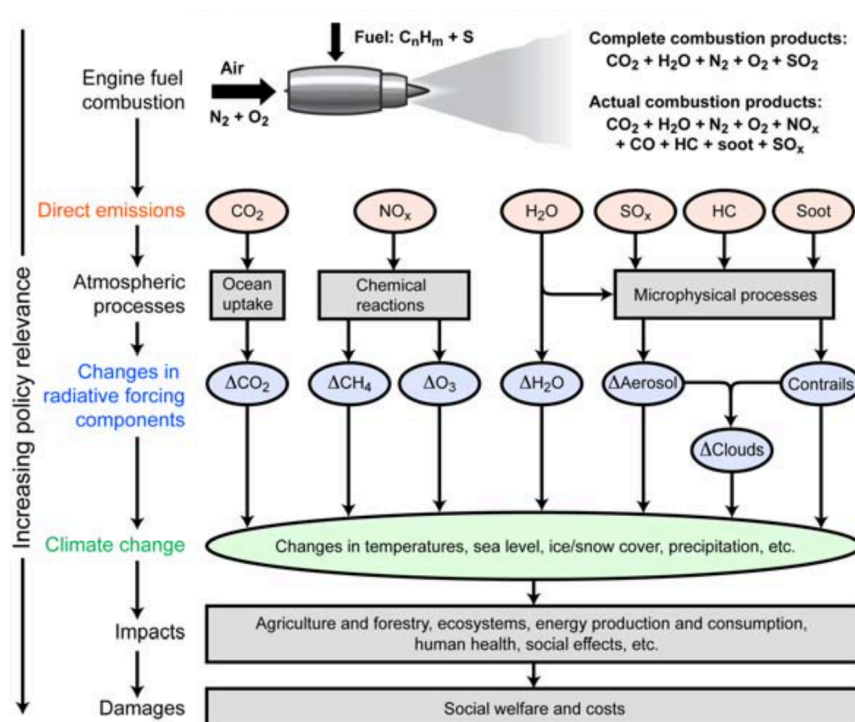 Fuel: CₙHₘ + S
Complete combustion products:
CO₂ + H₂O + N₂ + O₂ + SO₂
Engine fuel
combustion
Air
N₂ + O₂
Actual combustion products:
CO₂ + H₂O + N₂ + O₂ + NOₓ
+ CO + HC + soot + SOₓ
Increasing policy relevance
Direct emissions
CO₂
NOₓ
H₂O
SOₓ
HC
Soot
Atmospheric
processes
Ocean
uptake
Chemical
reactions
Microphysical processes
Changes in
radiative forcing
components
ΔCO₂
ΔCH₄
ΔO₃
ΔH₂O
ΔAerosol
Contrails
ΔClouds
Climate change
Changes in temperatures, sea level, ice/snow cover, precipitation, etc.
Impacts
Agriculture and forestry, ecosystems, energy production and consumption,
human health, social effects, etc.
Damages
Social welfare and costs